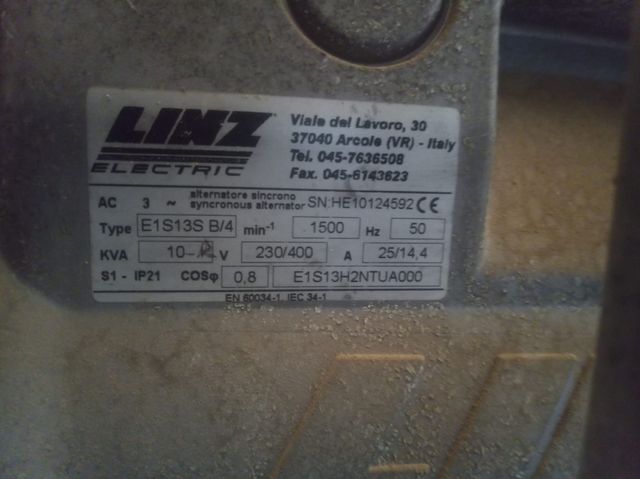 LINZ
ELECTRIC
Viale del Lavoro, 30
37040 Arcole (VR) - Italy
Tel. 045-7636508
Fax. 045-6143623
AC 3 ~ alternatore sincrono
syncronous alternator SN:HE10124592 CE
Type E1S13S B/4 min-1 1500 Hz 50
KVA 10- V 230/400 A 25/14,4
S1 - IP21 COSφ 0,8 E1S13H2NTUA000
EN 60034-1, IEC 34-1